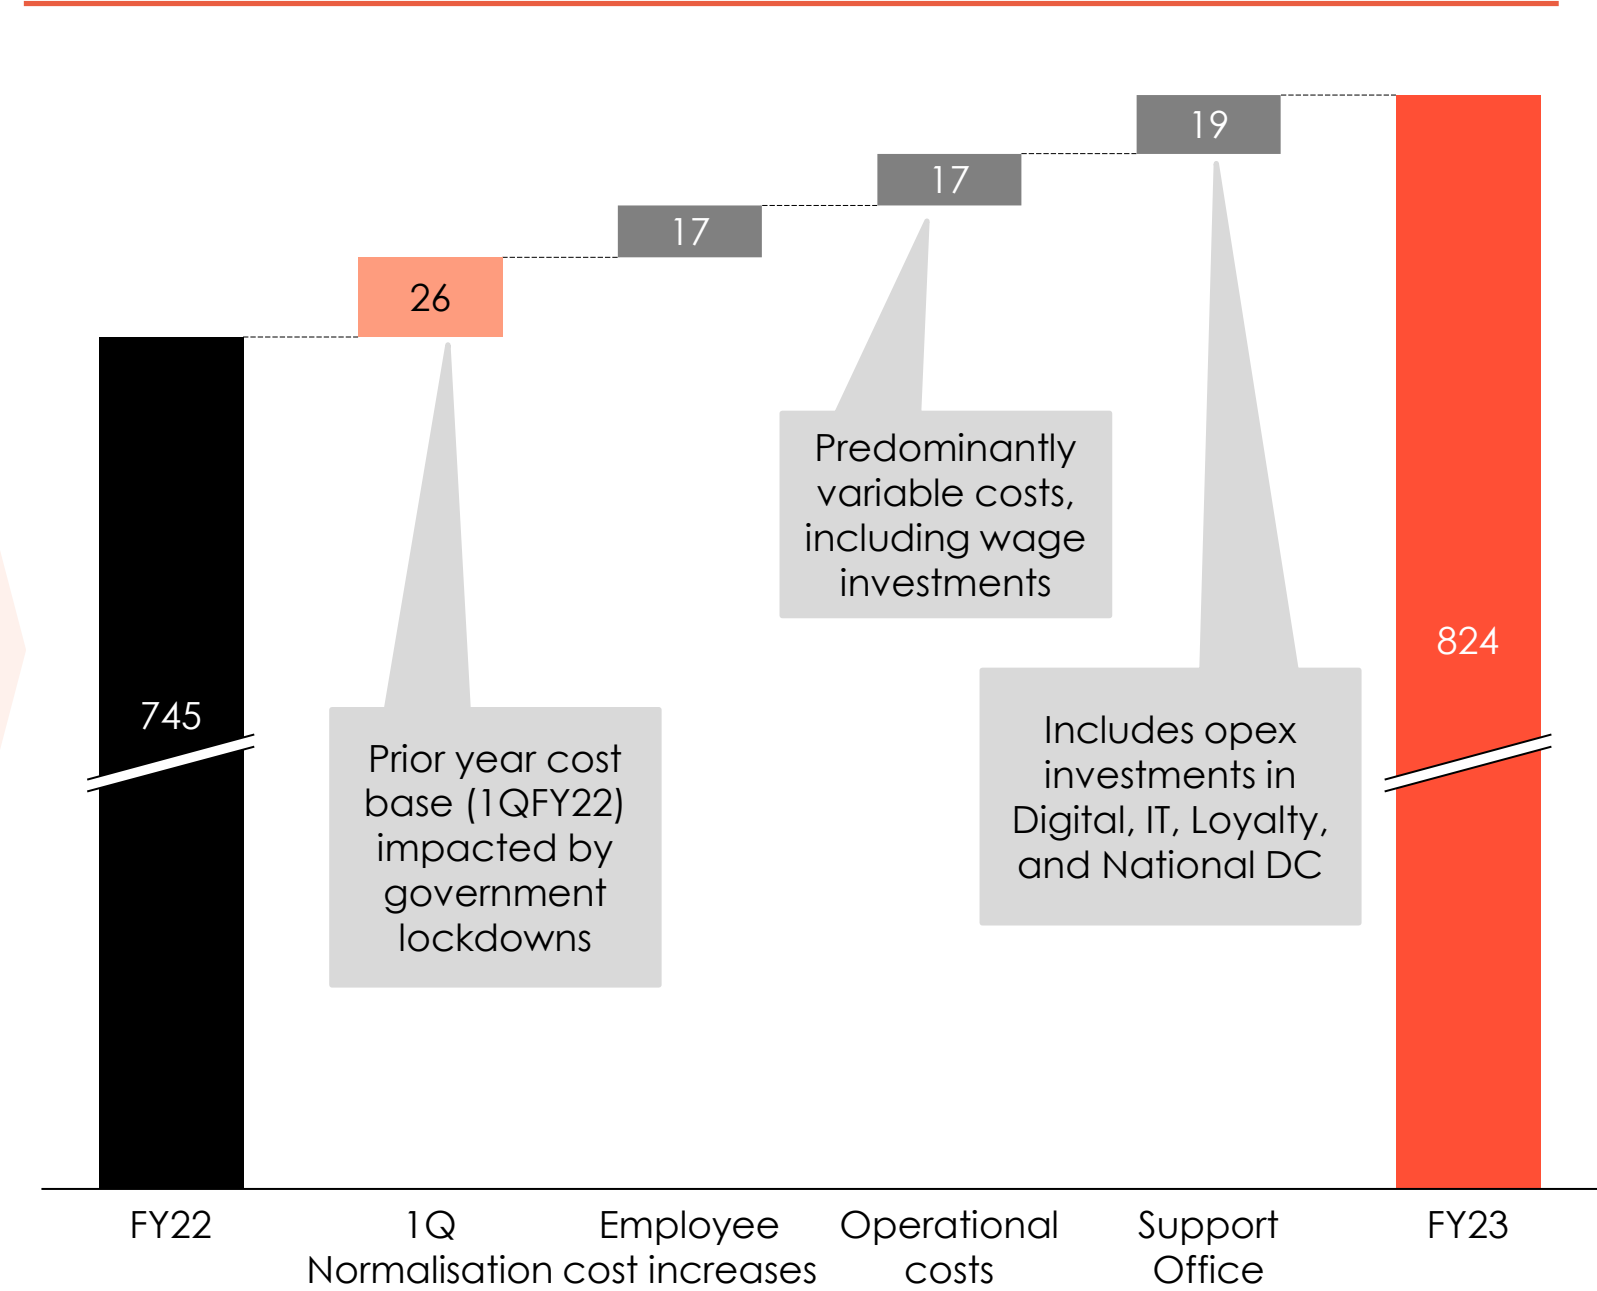 19
17
17
26
Predominantly
variable costs,
including wage
investments
824
745
Includes opex
investments in
Digital, IT, Loyalty,
and National DC
Prior year cost
base (1QFY22)
impacted by
government
lockdowns
FY22
1Q
Normalisation
Employee
cost increases
Operational
costs
Support
Office
FY23